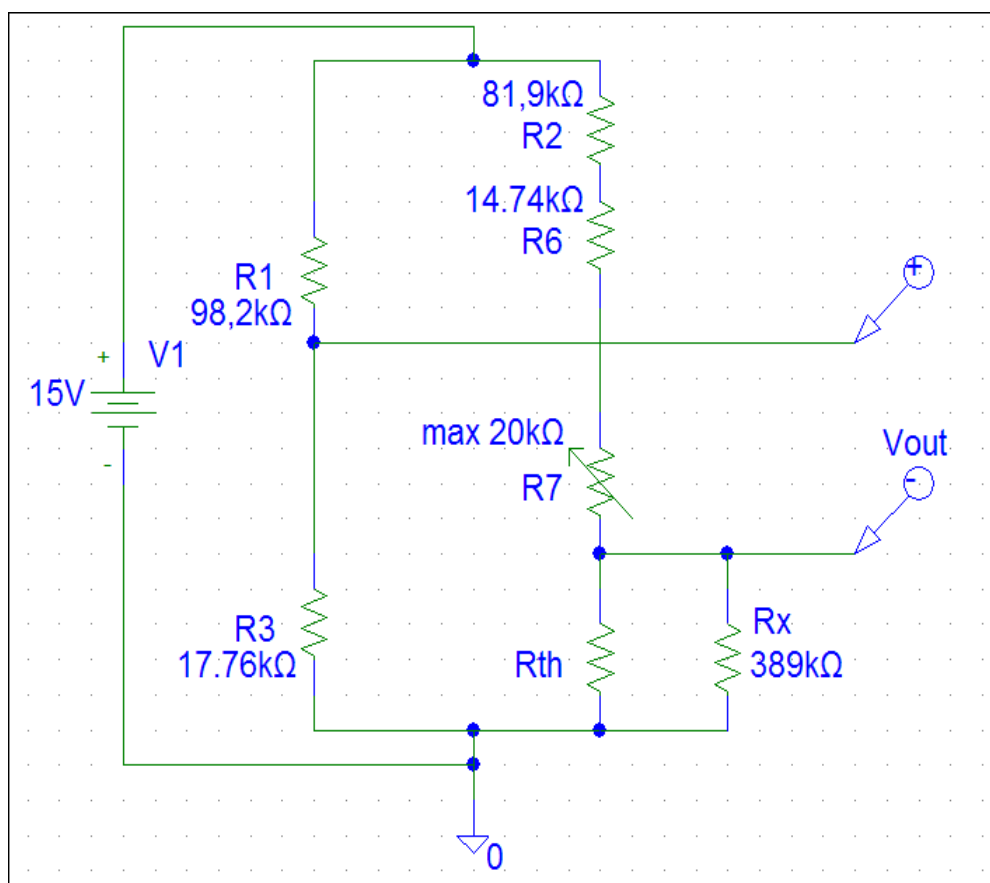 81,9kΩ
R2
14.74kΩ
R6
R1
98,2kΩ
+
+
V1
15V
-
max 20kΩ
R7
Vout
-
R3
17.76kΩ
Rth
Rx
389kΩ
0